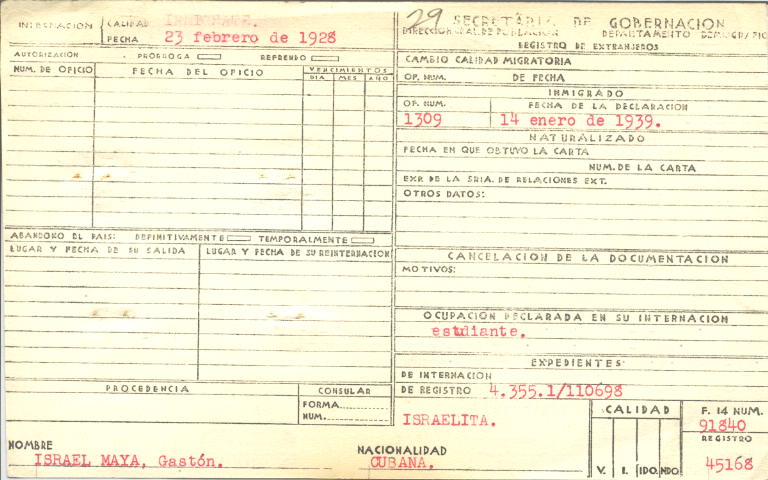 INTERNACION CALIDAD INMIGRANTE.
FECHA 23 febrero de 1928
AUTORIZACION PRÓRROGA REFRENDO
NUM. DE OFICIO FECHA DEL OFICIO VENCIMIENTOS
DIA MES AÑO
ABANDONO EL PAIS: DEFINITIVAMENTE TEMPORALMENTE
LUGAR Y FECHA DE SU SALIDA LUGAR Y FECHA DE SU REINTERNACION
PROCEDENCIA CONSULAR
FORMA
NUM.
29 SECRETARIA DE GOBERNACION
DIRECCION GRAL. DE POBLACION DEPARTAMENTO
REGISTRO DE EXTRANJEROS
CAMBIO CALIDAD MIGRATORIA
OF. NUM. DE FECHA
INMIGRADO
OF. NUM. FECHA DE LA DECLARACION
1309 14 enero de 1939.
NATURALIZADO
FECHA EN QUE OBTUVO LA CARTA
NUM. DE LA CARTA
EXP. DE LA SRIA. DE RELACIONES EXT.
OTROS DATOS:
CANCELACION DE LA DOCUMENTACION
MOTIVOS:
OCUPACION DECLARADA EN SU INTERNACION
estudiante.
EXPEDIENTES
DE INTERNACION
DE REGISTRO 4.355.1/110698
ISRAELITA.
CALIDAD
V. I. IDO. NDO
F. 14 NUM.
91840
REGISTRO
45168
NOMBRE
ISRAEL MAYA, Gastón.
NACIONALIDAD
CUBANA.